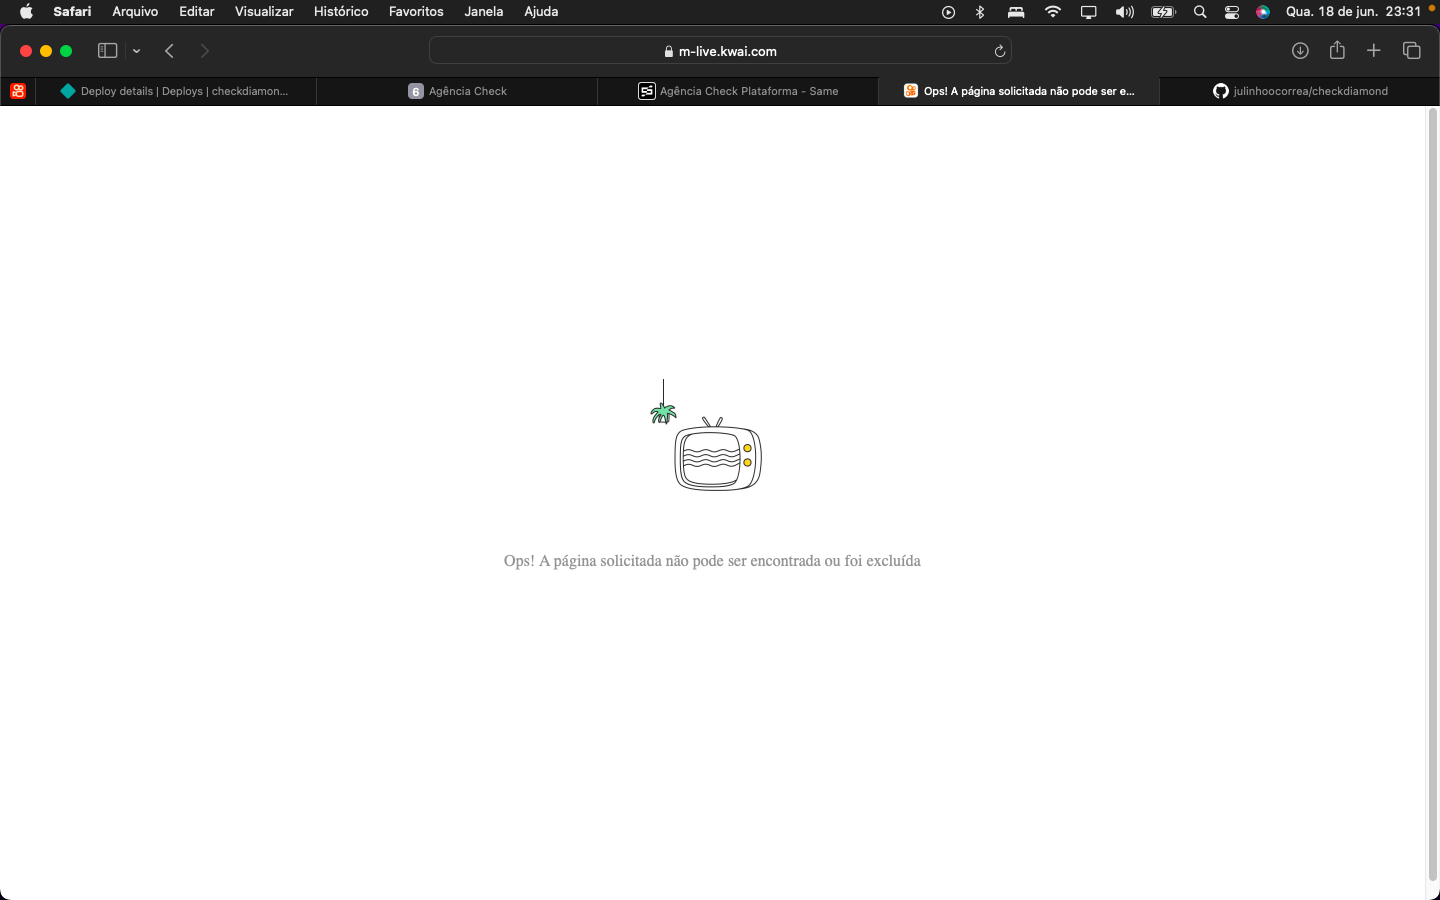 Safari Arquivo Editar Visualizar Histórico Favoritos Janela Ajuda Qua. 18 de jun. 23:31
m-live.kwai.com
Deploy details | Deploys | checkdiamon... 6 Agência Check Agência Check Plataforma - Same Ops! A página solicitada não pode ser e... julinhoocorrea/checkdiamond
Ops! A página solicitada não pode ser encontrada ou foi excluída